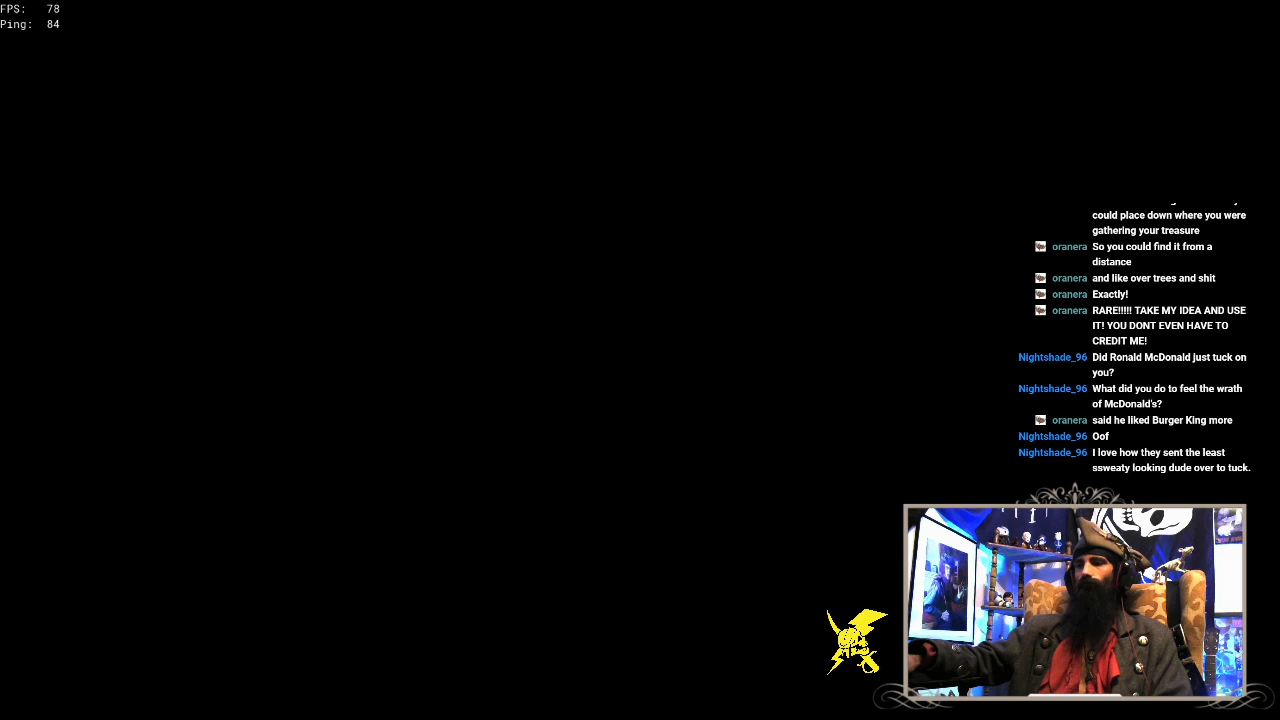 FPS: 78
Ping: 84
could place down where you were
gathering your treasure
oranera So you could find it from a
distance
oranera and like over trees and shit
oranera Exactly!
oranera RARE!!!!! TAKE MY IDEA AND USE
IT! YOU DONT EVEN HAVE TO
CREDIT ME!
Nightshade_96 Did Ronald McDonald just tuck on
you?
Nightshade_96 What did you do to feel the wrath
of McDonald's?
oranera said he liked Burger King more
Nightshade_96 Oof
Nightshade_96 I love how they sent the least
ssweaty looking dude over to tuck.